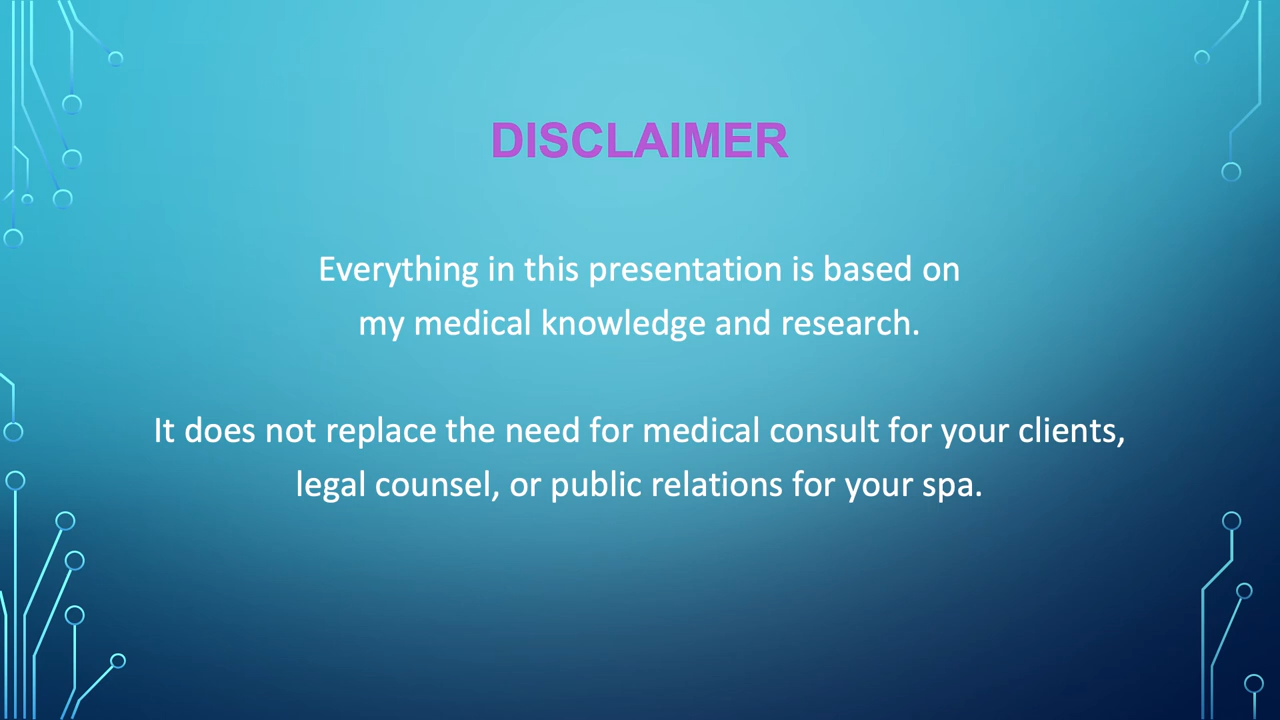 DISCLAIMER
Everything in this presentation is based on
my medical knowledge and research.
It does not replace the need for medical consult for your clients,
legal counsel, or public relations for your spa.